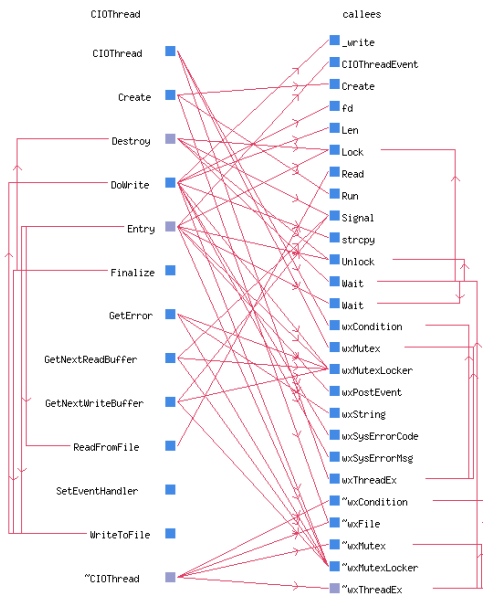 CIOThread
callees
CIOThread
Create
Destroy
DoWrite
Entry
Finalize
GetError
GetNextReadBuffer
GetNextWriteBuffer
ReadFromFile
SetEventHandler
WriteToFile
~CIOThread
_write
CIOThreadEvent
Create
fd
Len
Lock
Read
Run
Signal
strcpy
Unlock
Wait
Wait
wxCondition
wxMutex
wxMutexLocker
wxPostEvent
wxString
wxSysErrorCode
wxSysErrorMsg
wxThreadEx
~wxCondition
~wxFile
~wxMutex
~wxMutexLocker
~wxThreadEx